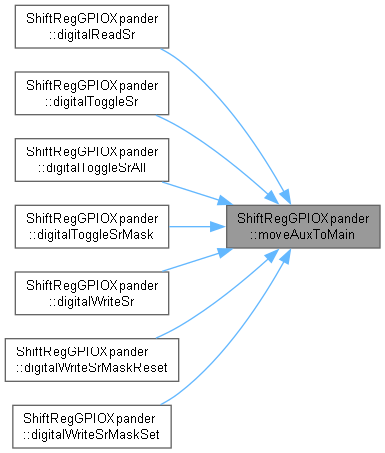 ShiftRegGPIOXpander
::digitalReadSr
ShiftRegGPIOXpander
::digitalToggleSr
ShiftRegGPIOXpander
::digitalToggleSrAll
ShiftRegGPIOXpander
::digitalToggleSrMask
ShiftRegGPIOXpander
::digitalWriteSr
ShiftRegGPIOXpander
::digitalWriteSrMaskReset
ShiftRegGPIOXpander
::digitalWriteSrMaskSet
ShiftRegGPIOXpander
::moveAuxToMain